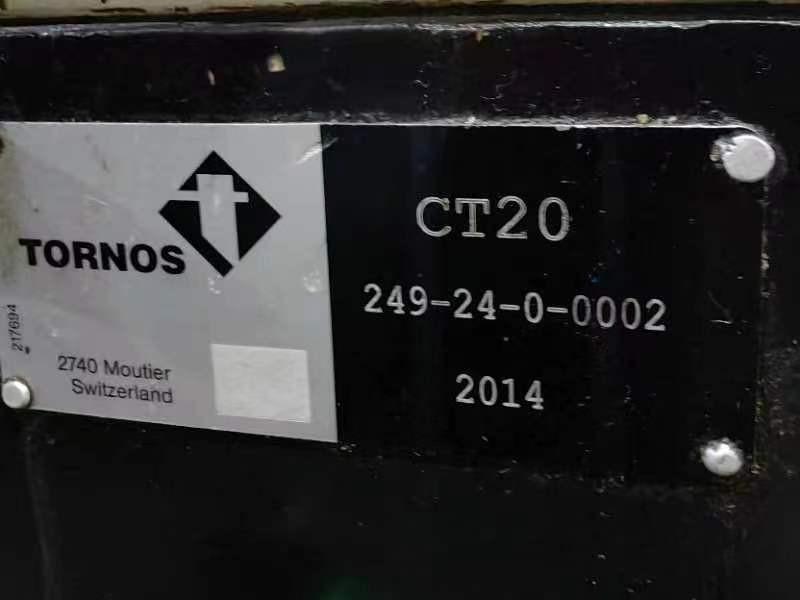 TORNOS
217694
2740 Moutier
Switzerland
CT20
249-24-0-0002
2014